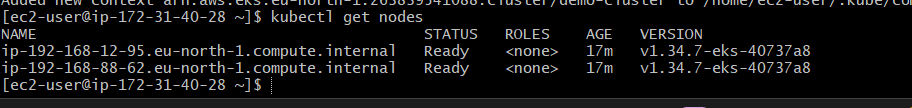 Added new context arn:aws:eks:eu-north-1:263839541088:cluster/demo-cluster to /home/ec2-user/.kube/co
[ec2-user@ip-172-31-40-28 ~]$ kubectl get nodes
NAME STATUS ROLES AGE VERSION
ip-192-168-12-95.eu-north-1.compute.internal Ready <none> 17m v1.34.7-eks-40737a8
ip-192-168-88-62.eu-north-1.compute.internal Ready <none> 17m v1.34.7-eks-40737a8
[ec2-user@ip-172-31-40-28 ~]$